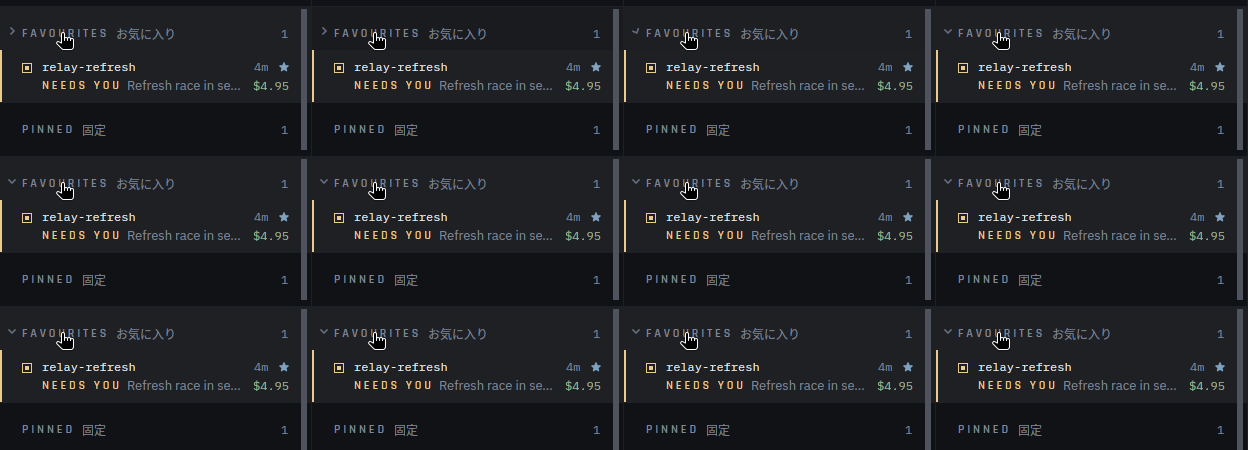 FAVOURITES お気に入り 1 FAVOURITES お気に入り 1 FAVOURITES お気に入り 1 FAVOURITES お気に入り 1
relay-refresh 4m relay-refresh 4m relay-refresh 4m relay-refresh 4m
NEEDS YOU Refresh race in se... $4.95 NEEDS YOU Refresh race in se... $4.95 NEEDS YOU Refresh race in se... $4.95 NEEDS YOU Refresh race in se... $4.95
PINNED 固定 1 PINNED 固定 1 PINNED 固定 1 PINNED 固定 1
FAVOURITES お気に入り 1 FAVOURITES お気に入り 1 FAVOURITES お気に入り 1 FAVOURITES お気に入り 1
relay-refresh 4m relay-refresh 4m relay-refresh 4m relay-refresh 4m
NEEDS YOU Refresh race in se... $4.95 NEEDS YOU Refresh race in se... $4.95 NEEDS YOU Refresh race in se... $4.95 NEEDS YOU Refresh race in se... $4.95
PINNED 固定 1 PINNED 固定 1 PINNED 固定 1 PINNED 固定 1
FAVOURITES お気に入り 1 FAVOURITES お気に入り 1 FAVOURITES お気に入り 1 FAVOURITES お気に入り 1
relay-refresh 4m relay-refresh 4m relay-refresh 4m relay-refresh 4m
NEEDS YOU Refresh race in se... $4.95 NEEDS YOU Refresh race in se... $4.95 NEEDS YOU Refresh race in se... $4.95 NEEDS YOU Refresh race in se... $4.95
PINNED 固定 1 PINNED 固定 1 PINNED 固定 1 PINNED 固定 1